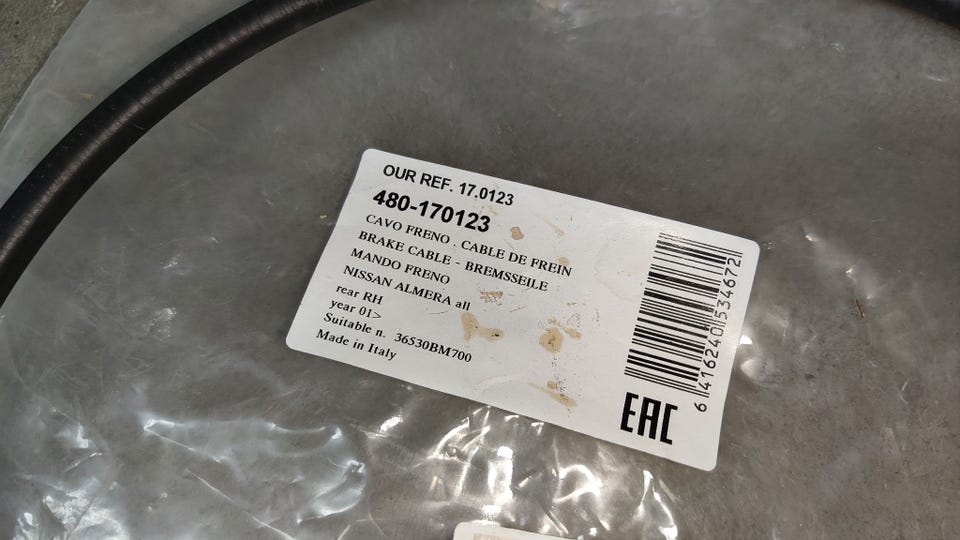 OUR REF. 17.0123
480-170123
CAVO FRENO . CABLE DE FREIN
BRAKE CABLE - BREMSSEILE
MANDO FRENO
NISSAN ALMERA all
rear RH
year 01>
Suitable n. 36530BM700
Made in Italy
6 416240 534672
EAC